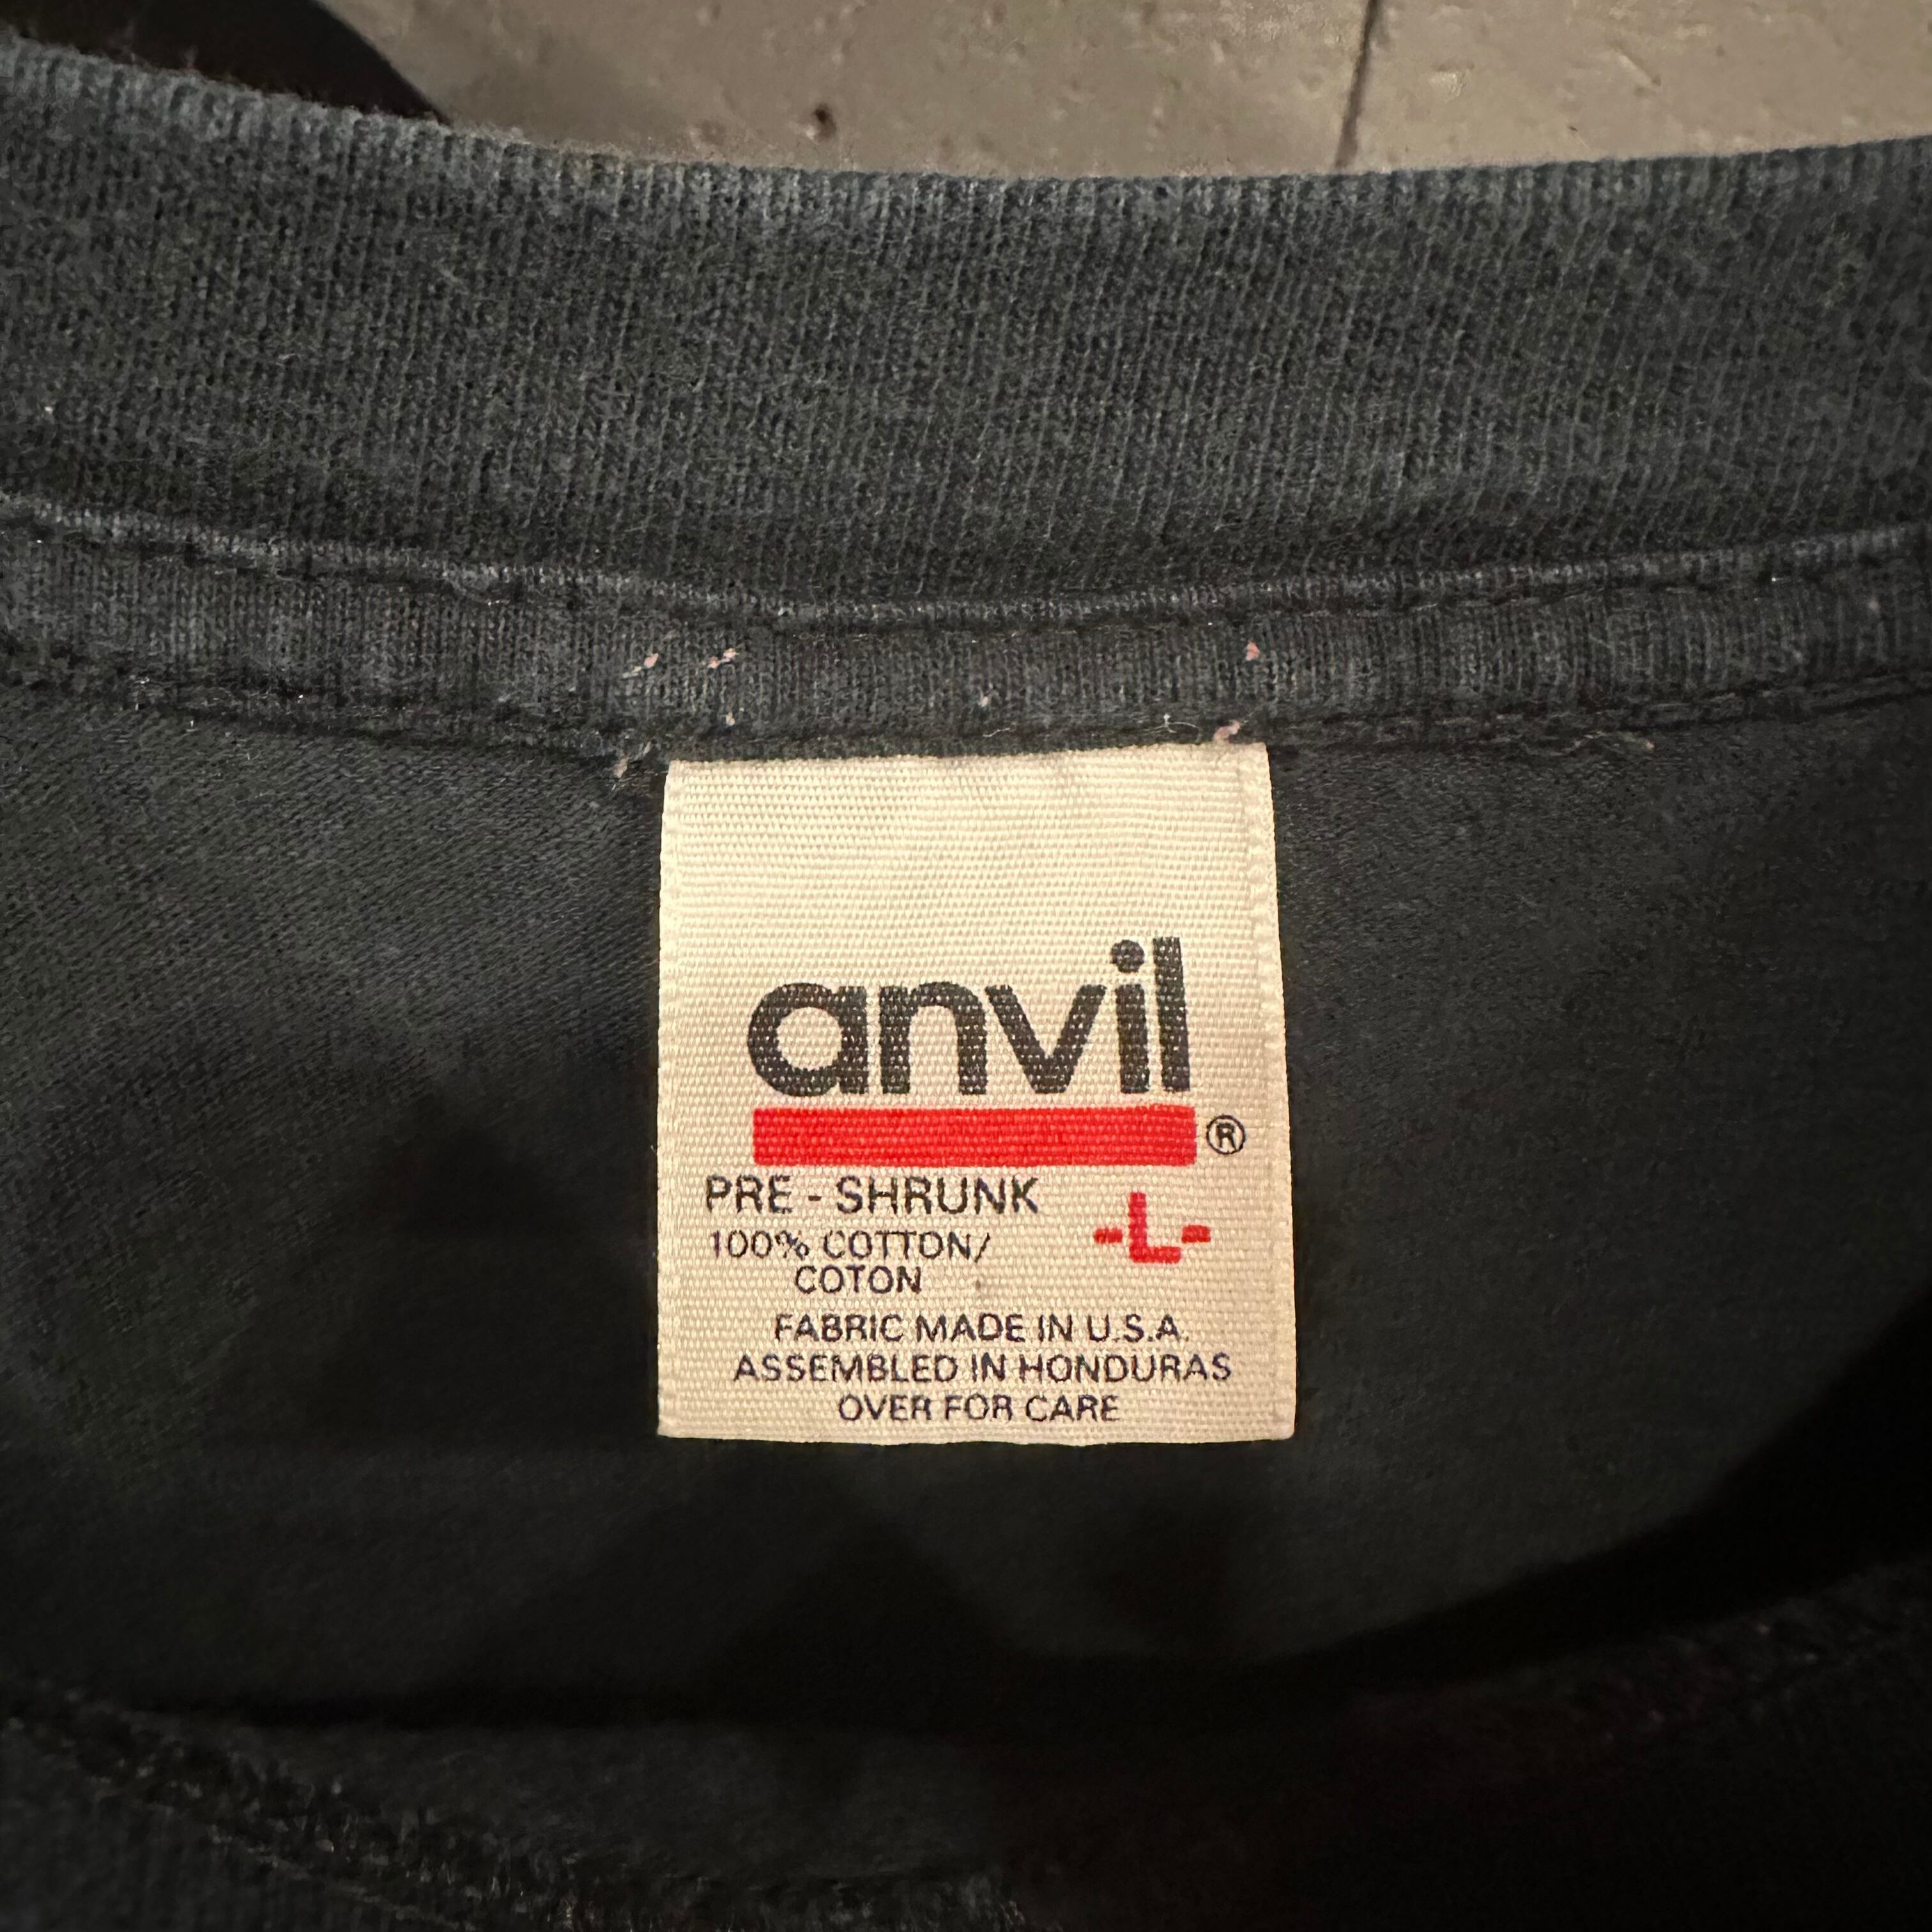 anvil
®
PRE - SHRUNK
-L-
100% COTTON/
COTON
FABRIC MADE IN U.S.A.
ASSEMBLED IN HONDURAS
OVER FOR CARE